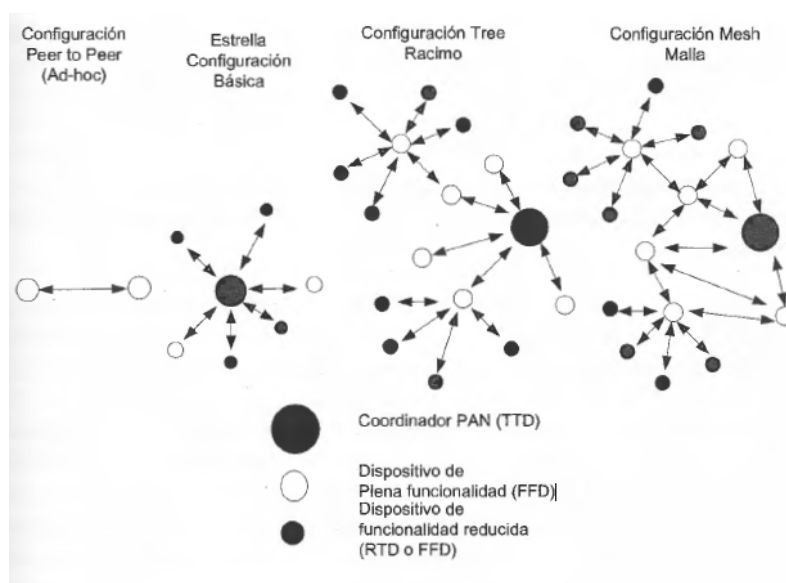 Configuración
Peer to Peer
(Ad-hoc)
Estrella
Configuración
Básica
Configuración Tree
Racimo
Configuración Mesh
Malla
Coordinador PAN (TTD)
Dispositivo de
Plena funcionalidad (FFD)
Dispositivo de
funcionalidad reducida
(RTD o FFD)